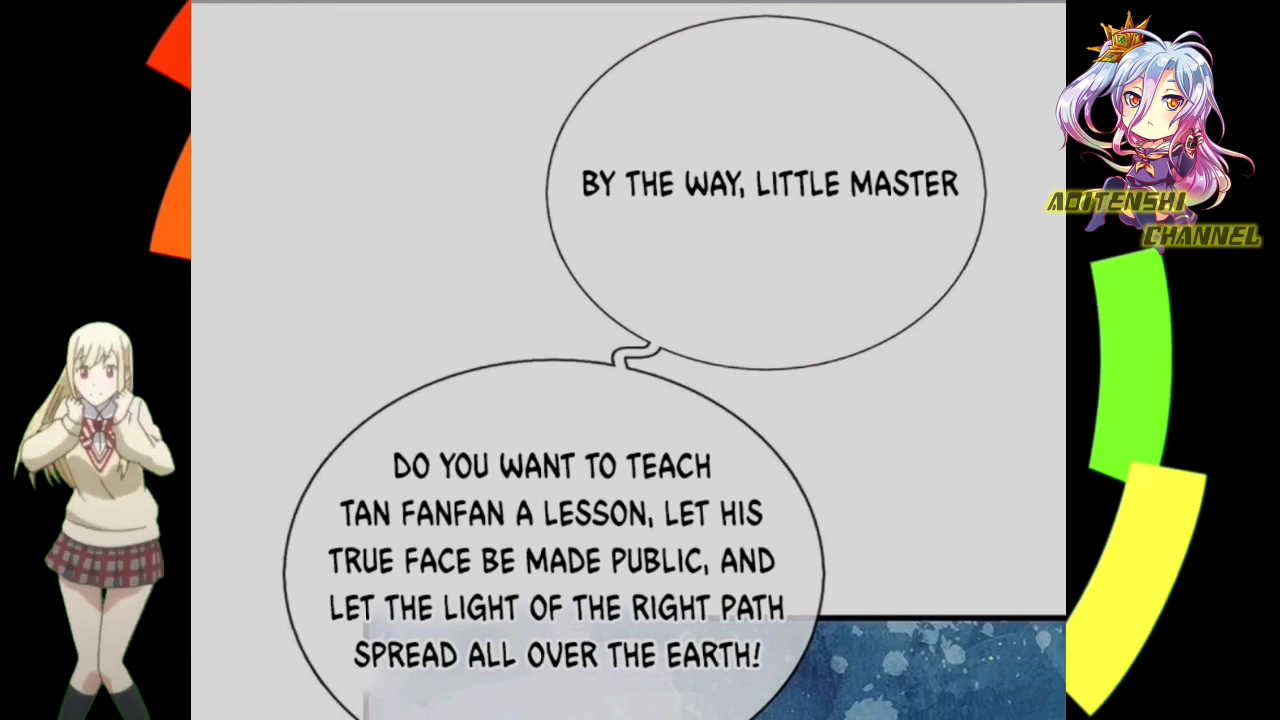 BY THE WAY, LITTLE MASTER
DO YOU WANT TO TEACH
TAN FANFAN A LESSON, LET HIS
TRUE FACE BE MADE PUBLIC, AND
LET THE LIGHT OF THE RIGHT PATH
SPREAD ALL OVER THE EARTH!
AOITENSHI
CHANNEL